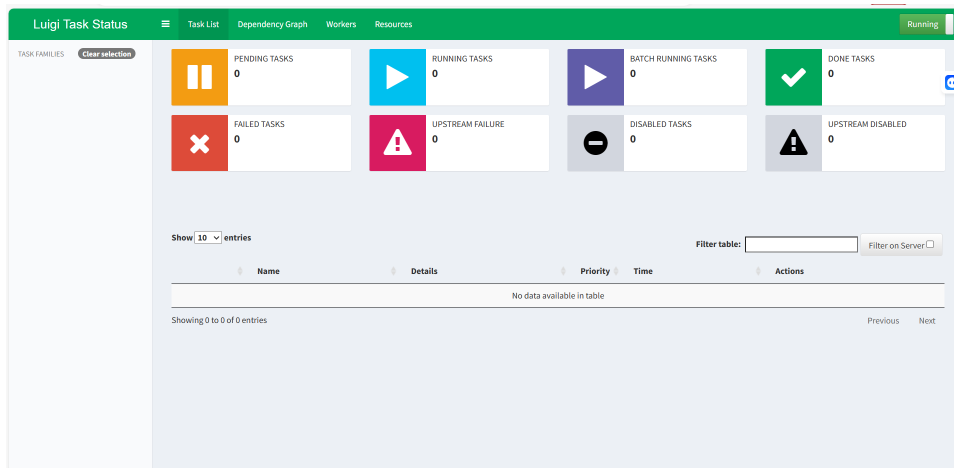 Luigi Task Status
Task List Dependency Graph Workers Resources
Running
TASK FAMILIES Clear selection
PENDING TASKS
0
RUNNING TASKS
0
BATCH RUNNING TASKS
0
DONE TASKS
0
FAILED TASKS
0
UPSTREAM FAILURE
0
DISABLED TASKS
0
UPSTREAM DISABLED
0
Show 10 entries
Filter table: Filter on Server
Name Details Priority Time Actions
No data available in table
Showing 0 to 0 of 0 entries
Previous Next